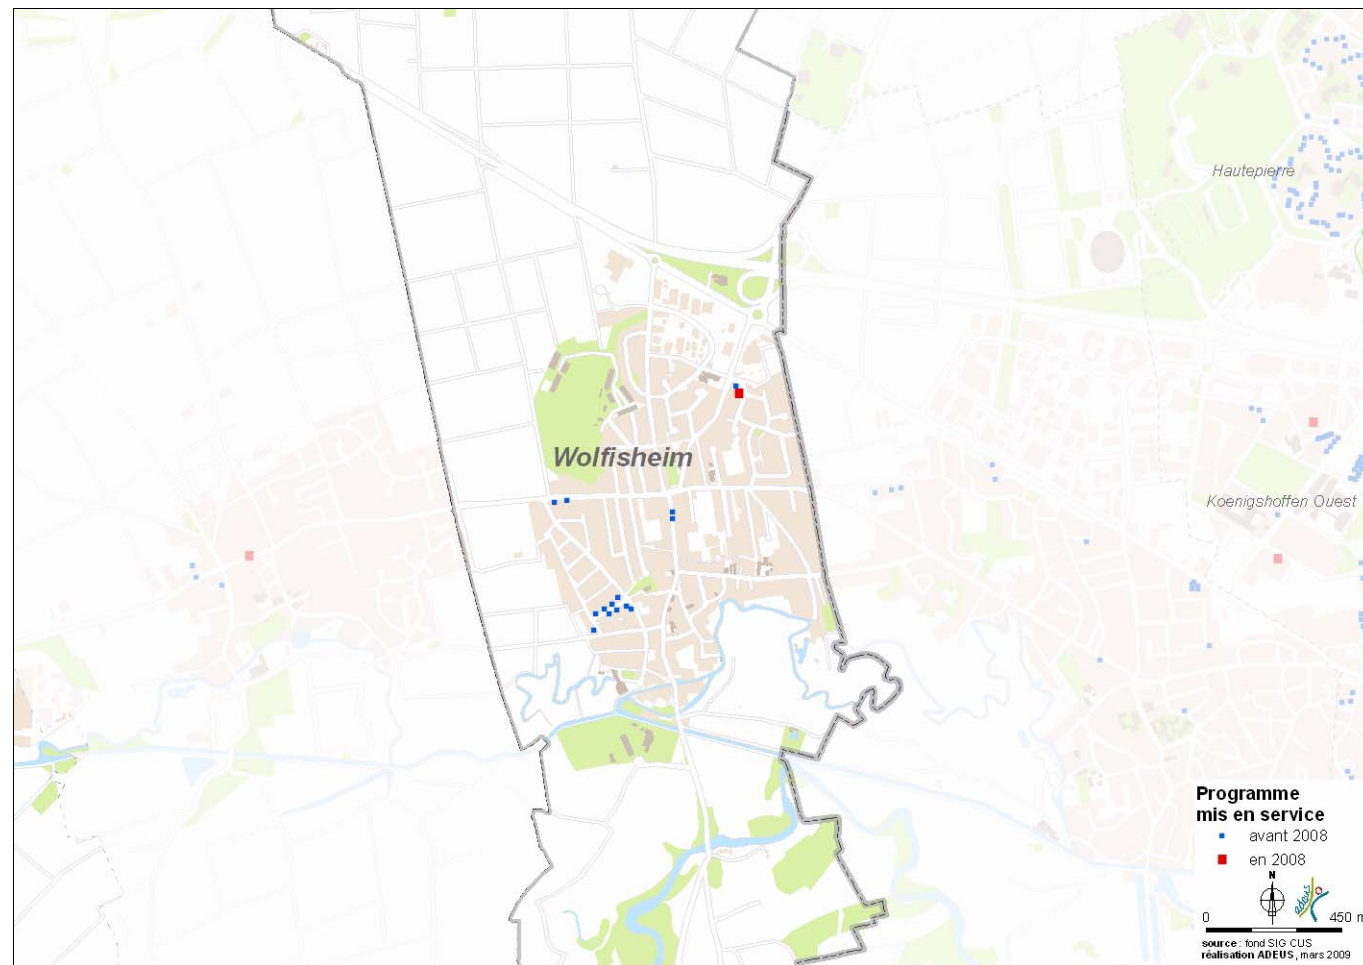 Hautepierre
Wolfisheim
Koenigshoffen Ouest
Programme
mis en service
avant 2008
en 2008
N
adeus
0 450 m
source : fond SIG CUS
réalisation ADEUS, mars 2009